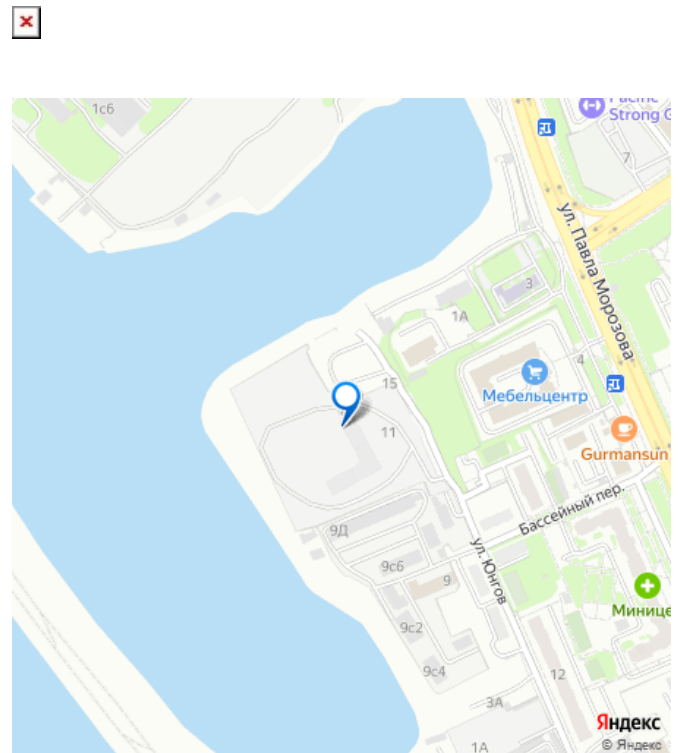 1с6
Pacific
Strong G
7
ул. Павла Морозова
3
1А
4
15
Мебельцентр
11
Gurmansun
Бассейный пер.
9Д
ул. Юнгов
9с6
9
Миница
9с2
9с4
12
3А
1А
Яндекс
© Яндекс